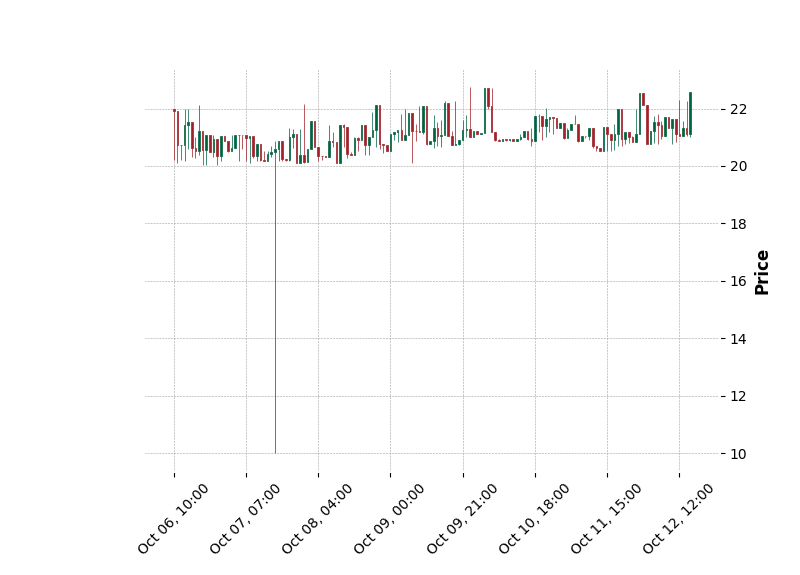 22
20
18
16
14
12
10
Price
Oct 06, 10:00
Oct 07, 07:00
Oct 08, 04:00
Oct 09, 00:00
Oct 09, 21:00
Oct 10, 18:00
Oct 11, 15:00
Oct 12, 12:00